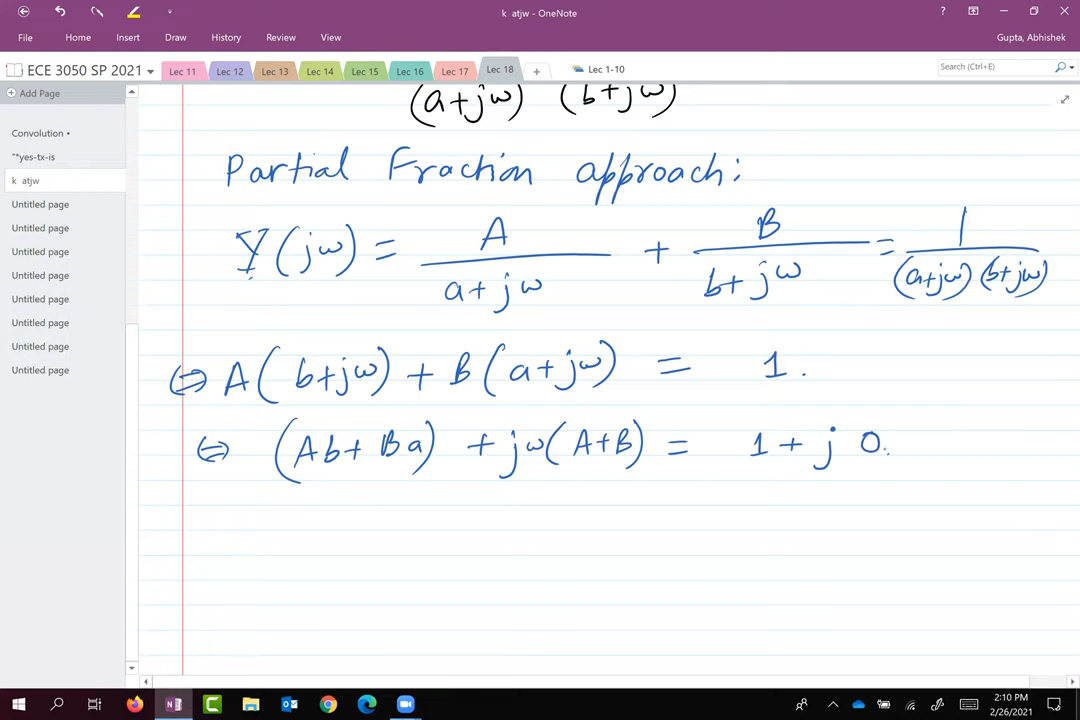 k atjw - OneNote
?
File Home Insert Draw History Review View Gupta, Abhishek
ECE 3050 SP 2021 Lec 11 Lec 12 Lec 13 Lec 14 Lec 15 Lec 16 Lec 17 Lec 18 + Lec 1-10 Search (Ctrl+E)
Add Page
Convolution •
"*yes-tx-is
k atjw
Untitled page
Untitled page
Untitled page
Untitled page
Untitled page
Untitled page
Untitled page
Untitled page
(a+jω) (b+jω)
Partial Fraction approach:
Y(jω) = A/(a+jω) + B/(b+jω) = 1/((a+jω)(b+jω))
⇔ A(b+jω) + B(a+jω) = 1.
⇔ (Ab+Ba) + jω(A+B) = 1 + j 0.
2:10 PM
2/26/2021